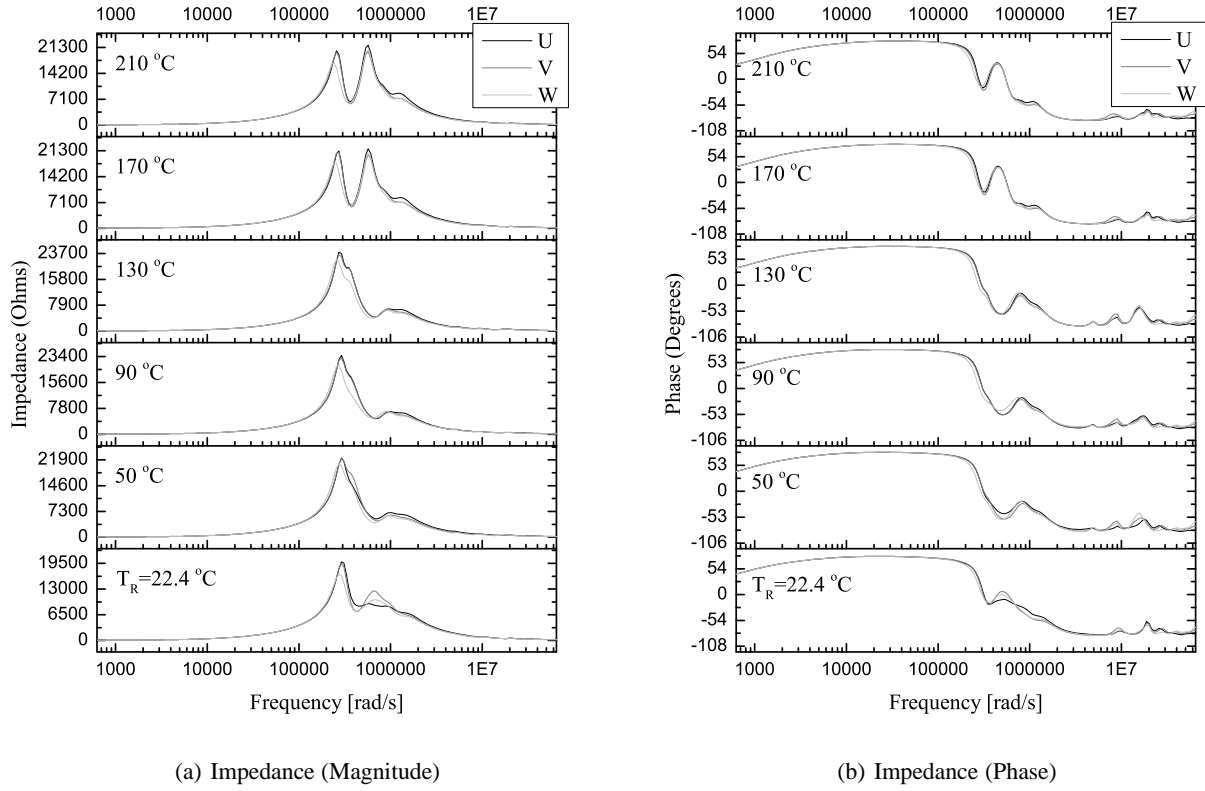 1000 10000 100000 1000000 1E7
U
V
W
210 °C
21300
14200
7100
0
170 °C
21300
14200
7100
0
130 °C
23700
15800
7900
0
90 °C
23400
15600
7800
0
50 °C
21900
14600
7300
0
T_R=22.4 °C
19500
13000
6500
0
Impedance (Ohms)
1000 10000 100000 1000000 1E7
Frequency [rad/s]
(a) Impedance (Magnitude)
1000 10000 100000 1000000 1E7
U
V
W
210 °C
54
0
-54
-108
170 °C
54
0
-54
-108
130 °C
53
0
-53
-106
90 °C
53
0
-53
-106
50 °C
53
0
-53
-106
T_R=22.4 °C
54
0
-54
-108
Phase (Degrees)
1000 10000 100000 1000000 1E7
Frequency [rad/s]
(b) Impedance (Phase)